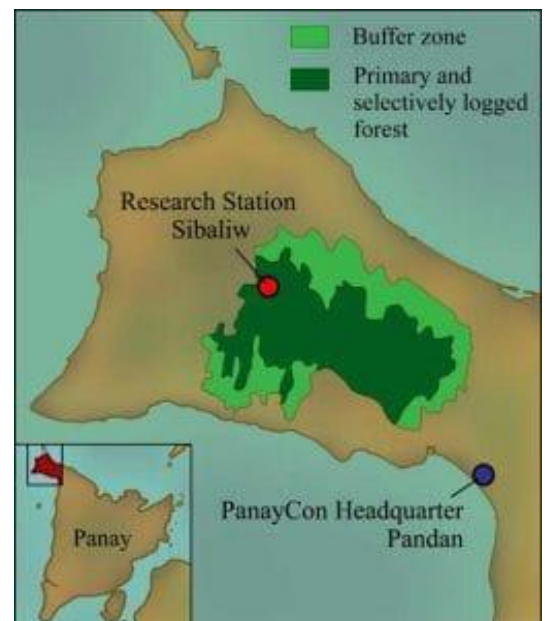 Buffer zone
Primary and
selectively logged
forest
Research Station
Sibaliw
PanayCon Headquarter
Pandan
Panay